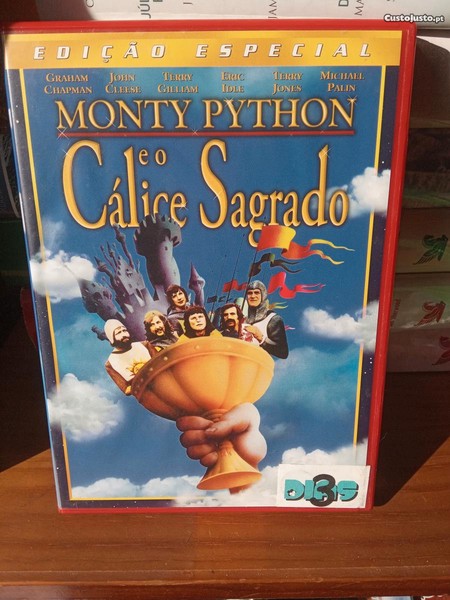 CustoJusto.pt
EDIÇÃO ESPECIAL
GRAHAM CHAPMAN
JOHN CLEESE
TERRY GILLIAM
ERIC IDLE
TERRY JONES
MICHAEL PALIN
MONTY PYTHON
e o
Cálice Sagrado
3